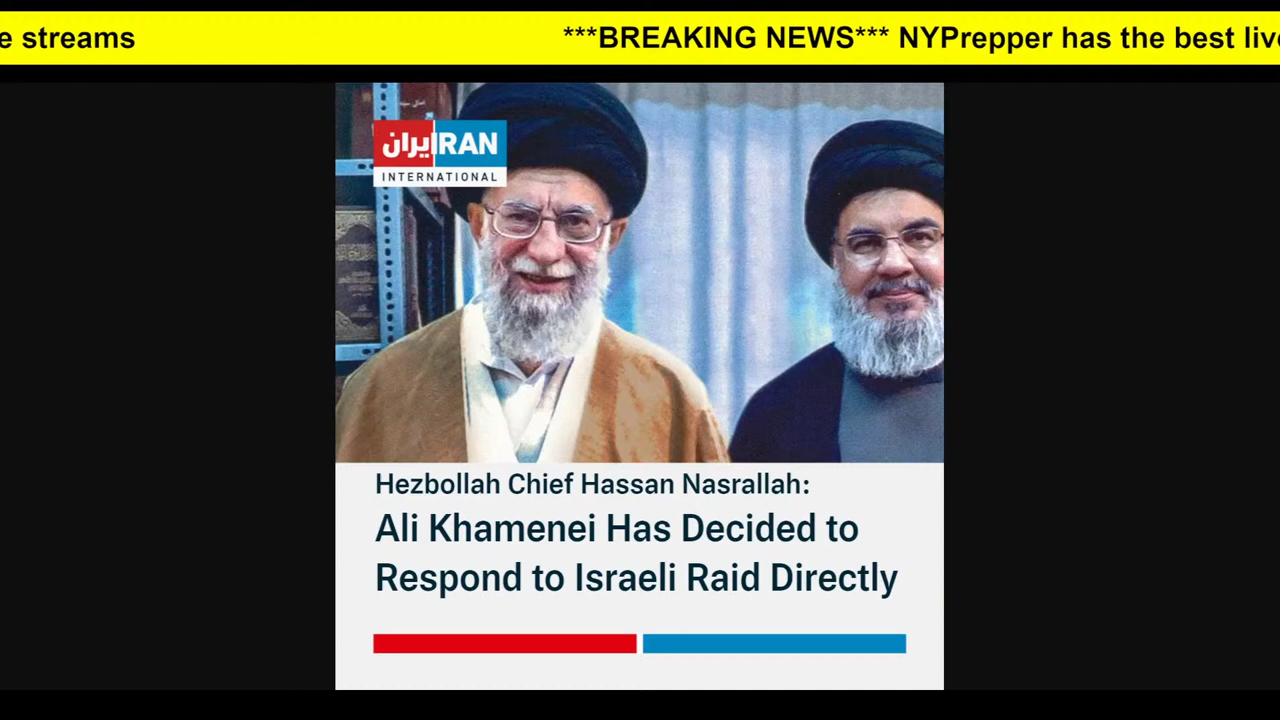 e streams ***BREAKING NEWS*** NYPrepper has the best live
ایران IRAN
INTERNATIONAL
Hezbollah Chief Hassan Nasrallah:
Ali Khamenei Has Decided to
Respond to Israeli Raid Directly